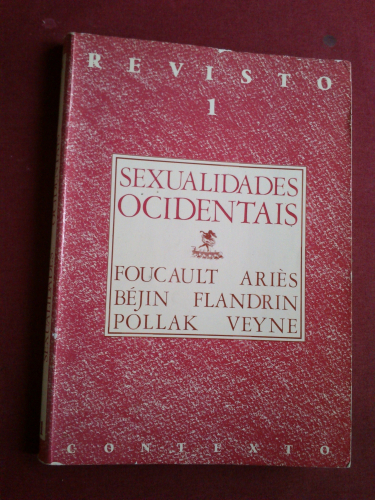 REVISTO
1
SEXUALIDADES
OCIDENTAIS
FOUCAULT ARIÈS
BÉJIN FLANDRIN
POLLAK VEYNE
CONTEXTO